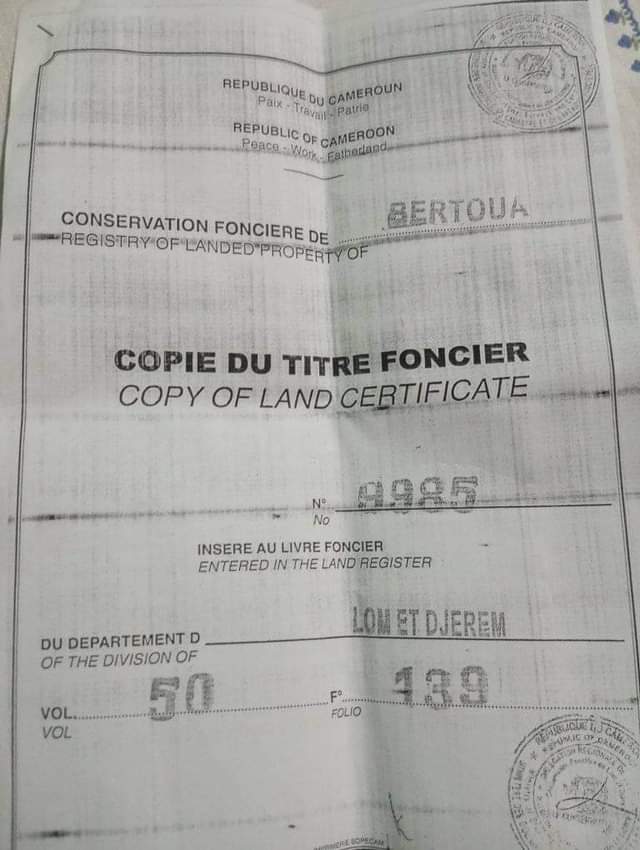 REPUBLIQUE DU CAMEROUN
Paix - Travail - Patrie
REPUBLIC OF CAMEROON
Peace - Work - Fatherland
CONSERVATION FONCIERE DE BERTOUA
REGISTRY OF LANDED PROPERTY OF
COPIE DU TITRE FONCIER
COPY OF LAND CERTIFICATE
N° 9985
No
INSERE AU LIVRE FONCIER
ENTERED IN THE LAND REGISTER
DU DEPARTEMENT D LOM ET DJEREM
OF THE DIVISION OF
VOL. 50 F° 139
VOL FOLIO